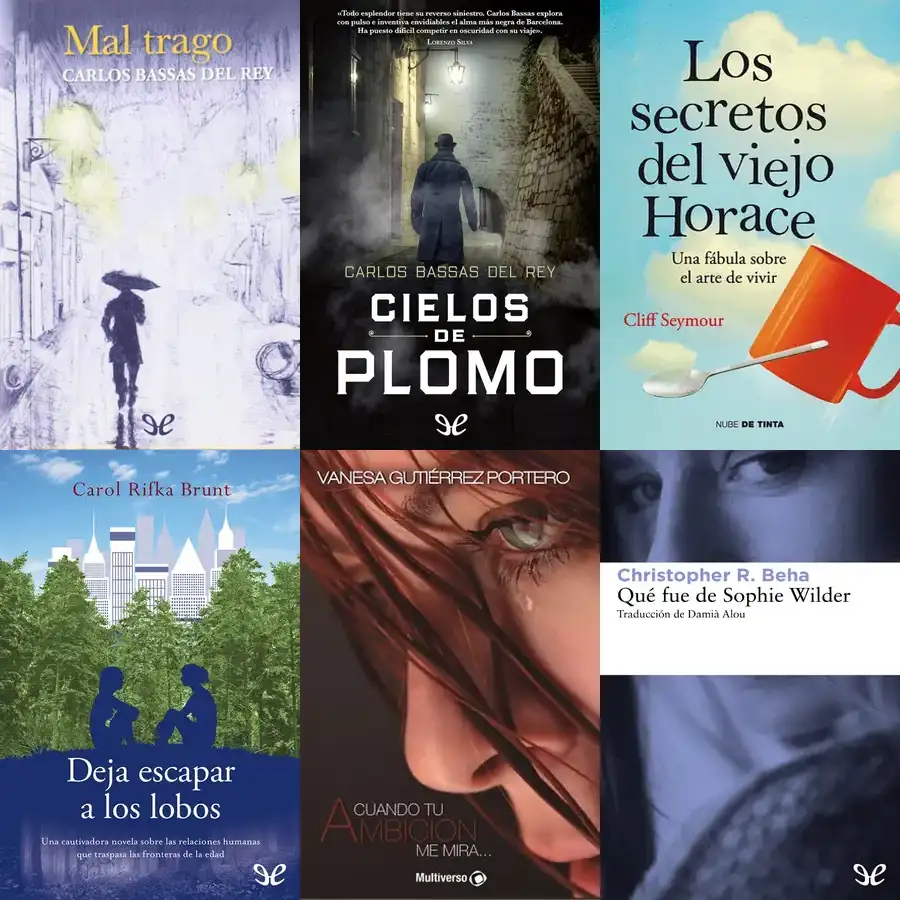 Mal trago
CARLOS BASSAS DEL REY
«Todo esplendor tiene su reverso siniestro. Carlos Bassas explora
con pulso e inventiva envidiables el alma más negra de Barcelona.
Ha puesto difícil competir en oscuridad con su viaje».
LORENZO SILVA
CARLOS BASSAS DEL REY
CIELOS
DE
PLOMO
Los
secretos
del viejo
Horace
Una fábula sobre
el arte de vivir
Cliff Seymour
NUBE DE TINTA
Carol Rifka Brunt
Deja escapar
a los lobos
Una cautivadora novela sobre las relaciones humanas
que traspasa las fronteras de la edad
VANESA GUTIÉRREZ PORTERO
CUANDO TU
AMBICIÓN
ME MIRA...
Multiverso
Christopher R. Beha
Qué fue de Sophie Wilder
Traducción de Damià Alou